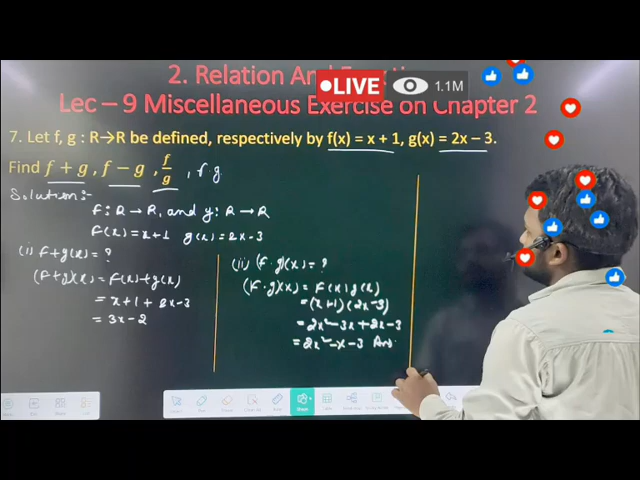 2. Relation And
LIVE 1.1M
Lec – 9 Miscellaneous Exercise on Chapter 2
7. Let f, g : R→R be defined, respectively by f(x) = x + 1, g(x) = 2x – 3.
Find f + g , f − g , f/g , f g
Solution:-
f: R → R, and g: R → R
F(x) = x+1 g(x) = 2x-3
(i) F+g(x) = ?
(F+g)(x) = F(x)+g(x)
= x+1 + 2x-3
= 3x-2
(ii) (F.g)(x) = ?
(F.g)(x) = F(x) g(x)
= (x+1) (2x-3)
= 2x²-3x+2x-3
= 2x²-x-3 Ans.